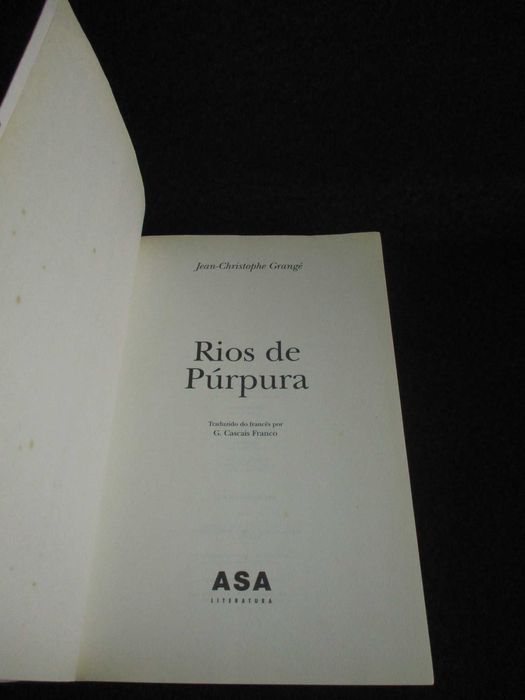 Jean-Christophe Grangé
Rios de
Púrpura
Traduzido do francês por
G. Cascais Franco
ASA
LITERATURA